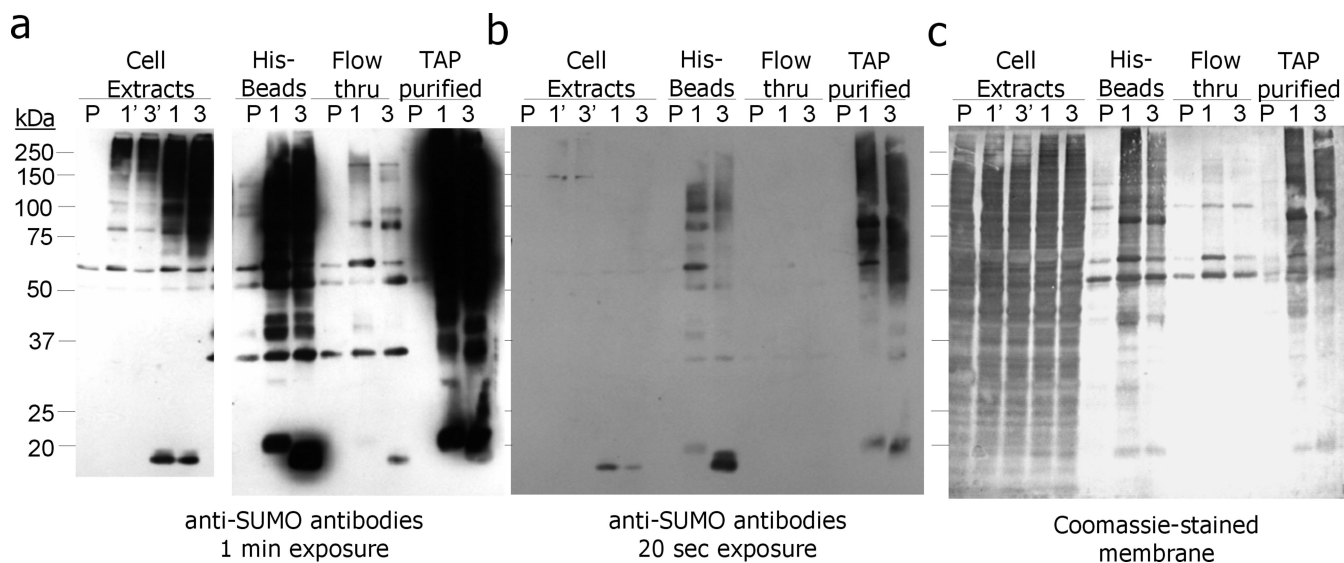 a
Cell
Extracts
His-
Beads
Flow
thru
TAP
purified
P 1' 3' 1 3
P 1 3
P 1 3
P 1 3
kDa
250
150
100
75
50
37
25
20
anti-SUMO antibodies
1 min exposure
b
Cell
Extracts
His-
Beads
Flow
thru
TAP
purified
P 1' 3' 1 3
P 1 3
P 1 3
P 1 3
anti-SUMO antibodies
20 sec exposure
c
Cell
Extracts
His-
Beads
Flow
thru
TAP
purified
P 1' 3' 1 3
P 1 3
P 1 3
P 1 3
Coomassie-stained
membrane